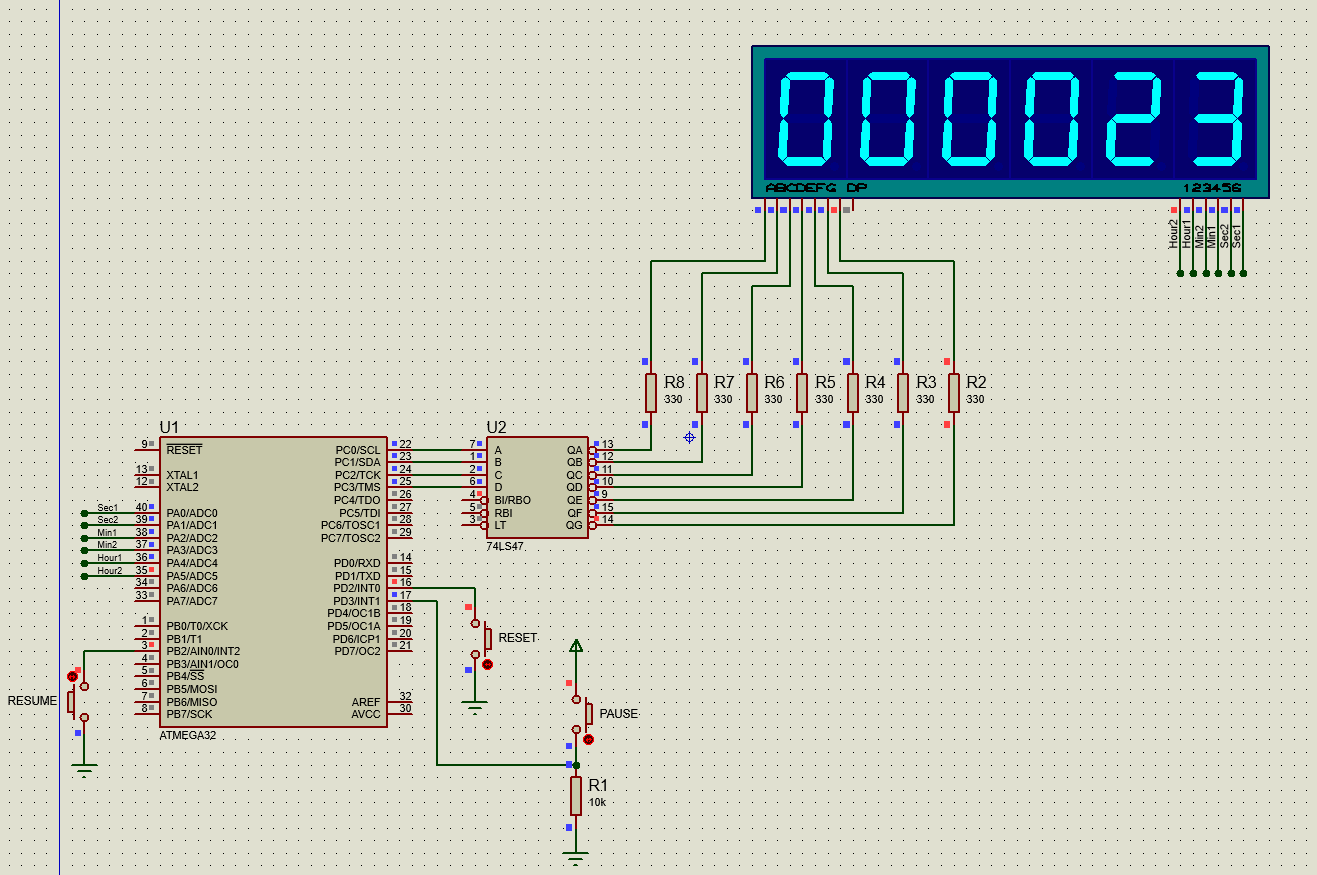 000023
ABCDEFG DP
123456
Hour2
Hour1
Min2
Min1
Sec2
Sec1
R8
330
R7
330
R6
330
R5
330
R4
330
R3
330
R2
330
U1
9 RESET
13 XTAL1
12 XTAL2
Sec1 40 PA0/ADC0
Sec2 39 PA1/ADC1
Min1 38 PA2/ADC2
Min2 37 PA3/ADC3
Hour1 36 PA4/ADC4
Hour2 35 PA5/ADC5
34 PA6/ADC6
33 PA7/ADC7
1 PB0/T0/XCK
2 PB1/T1
3 PB2/AIN0/INT2
4 PB3/AIN1/OC0
5 PB4/SS
6 PB5/MOSI
7 PB6/MISO
8 PB7/SCK
PC0/SCL 22
PC1/SDA 23
PC2/TCK 24
PC3/TMS 25
PC4/TDO 26
PC5/TDI 27
PC6/TOSC1 28
PC7/TOSC2 29
PD0/RXD 14
PD1/TXD 15
PD2/INT0 16
PD3/INT1 17
PD4/OC1B 18
PD5/OC1A 19
PD6/ICP1 20
PD7/OC2 21
AREF 32
AVCC 30
ATMEGA32
U2
7 A
1 B
2 C
6 D
4 BI/RBO
5 RBI
3 LT
QA 13
QB 12
QC 11
QD 10
QE 9
QF 15
QG 14
74LS47
RESET
RESUME
PAUSE
R1
10k